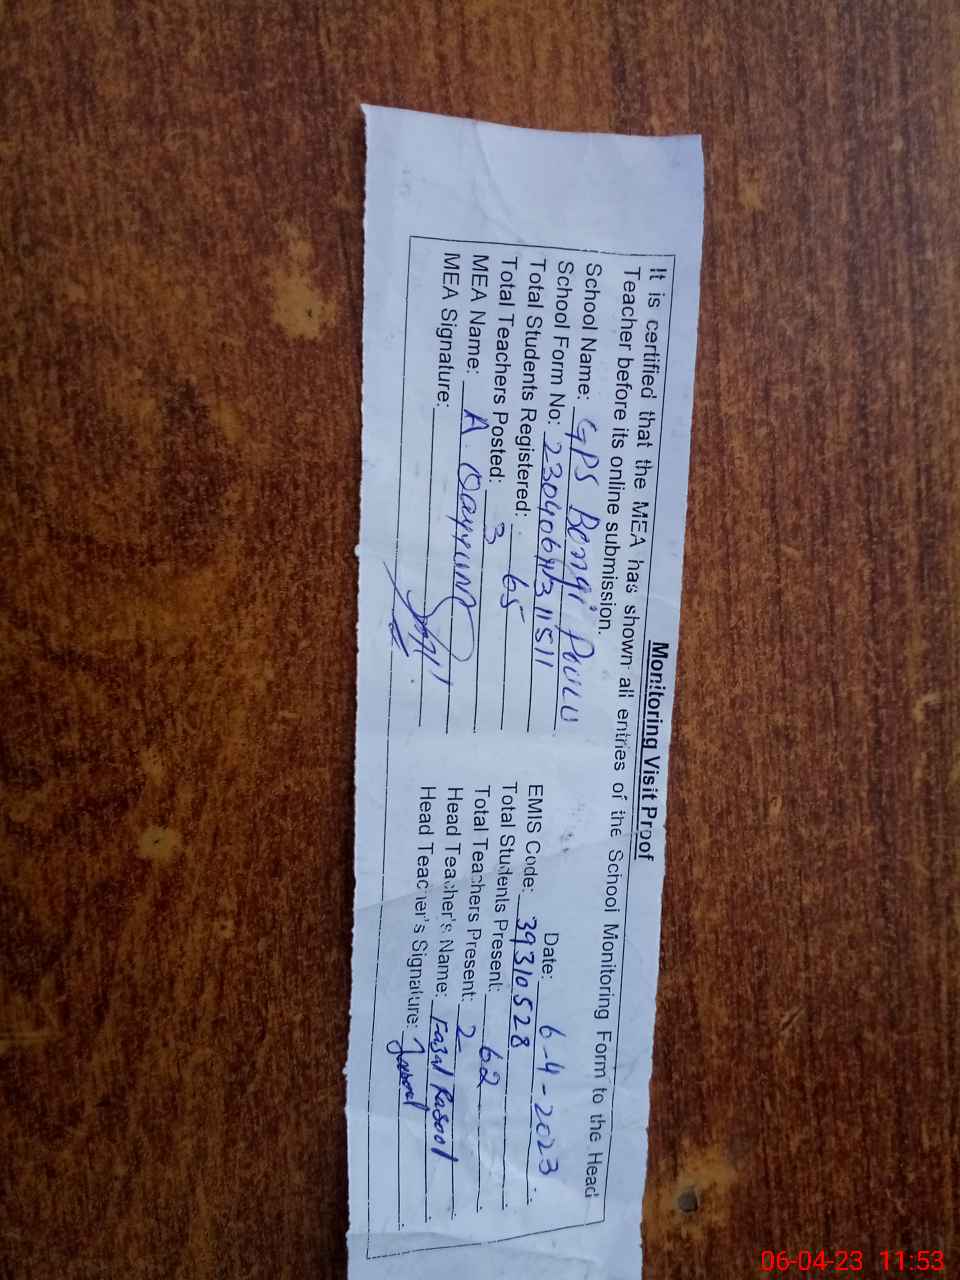 Monitoring Visit Proof
It is certified that the MEA has shown all entries of the School Monitoring Form to the Head
Teacher before its online submission.
Date: 6-4-2023
School Name: GPS Bengi
School Form No:
EMIS Code: 39310528
Total Students Registered: 65
Total Students Present: 62
Total Teachers Posted: 3
Total Teachers Present: 2
MEA Name: A. Qayyum
Head Teacher's Name: Fazal Rasool
MEA Signature:
Head Teacher's Signature:
06-04-23 11:53